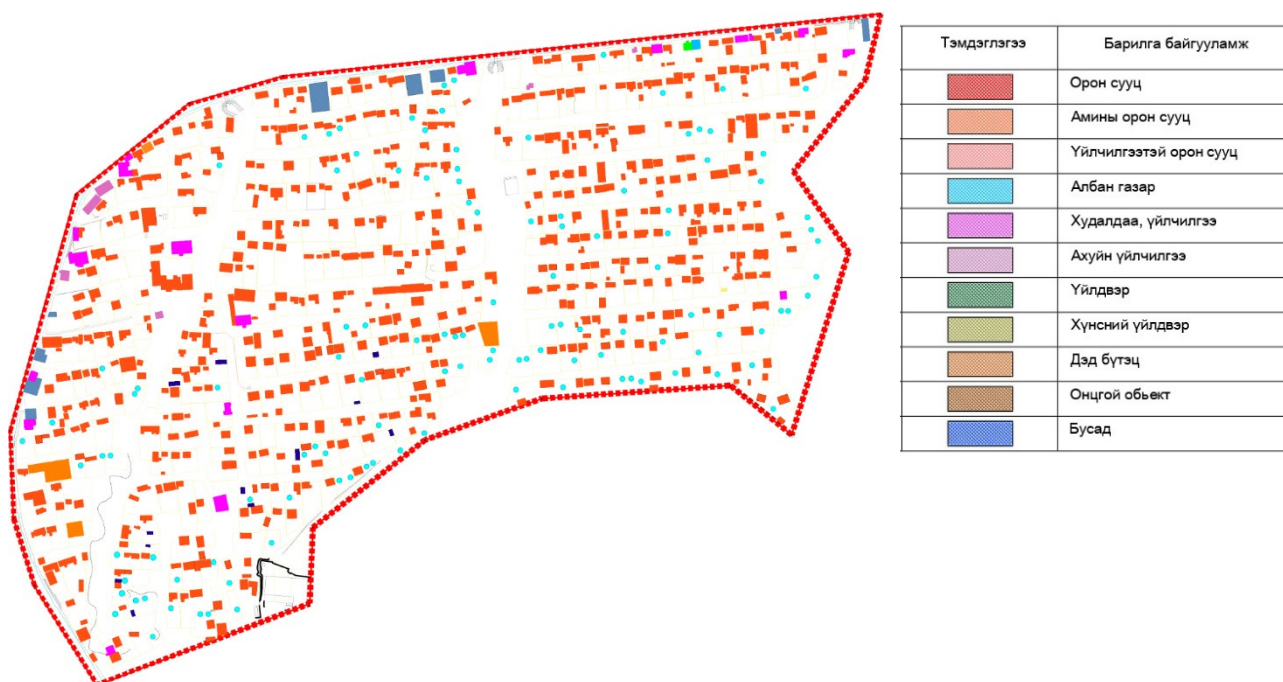 Тэмдэглэгээ Барилга байгууламж
Орон сууц
Амины орон сууц
Үйлчилгээтэй орон сууц
Албан газар
Худалдаа, үйлчилгээ
Ахуйн үйлчилгээ
Үйлдвэр
Хүнсний үйлдвэр
Дэд бүтэц
Онцгой обьект
Бусад